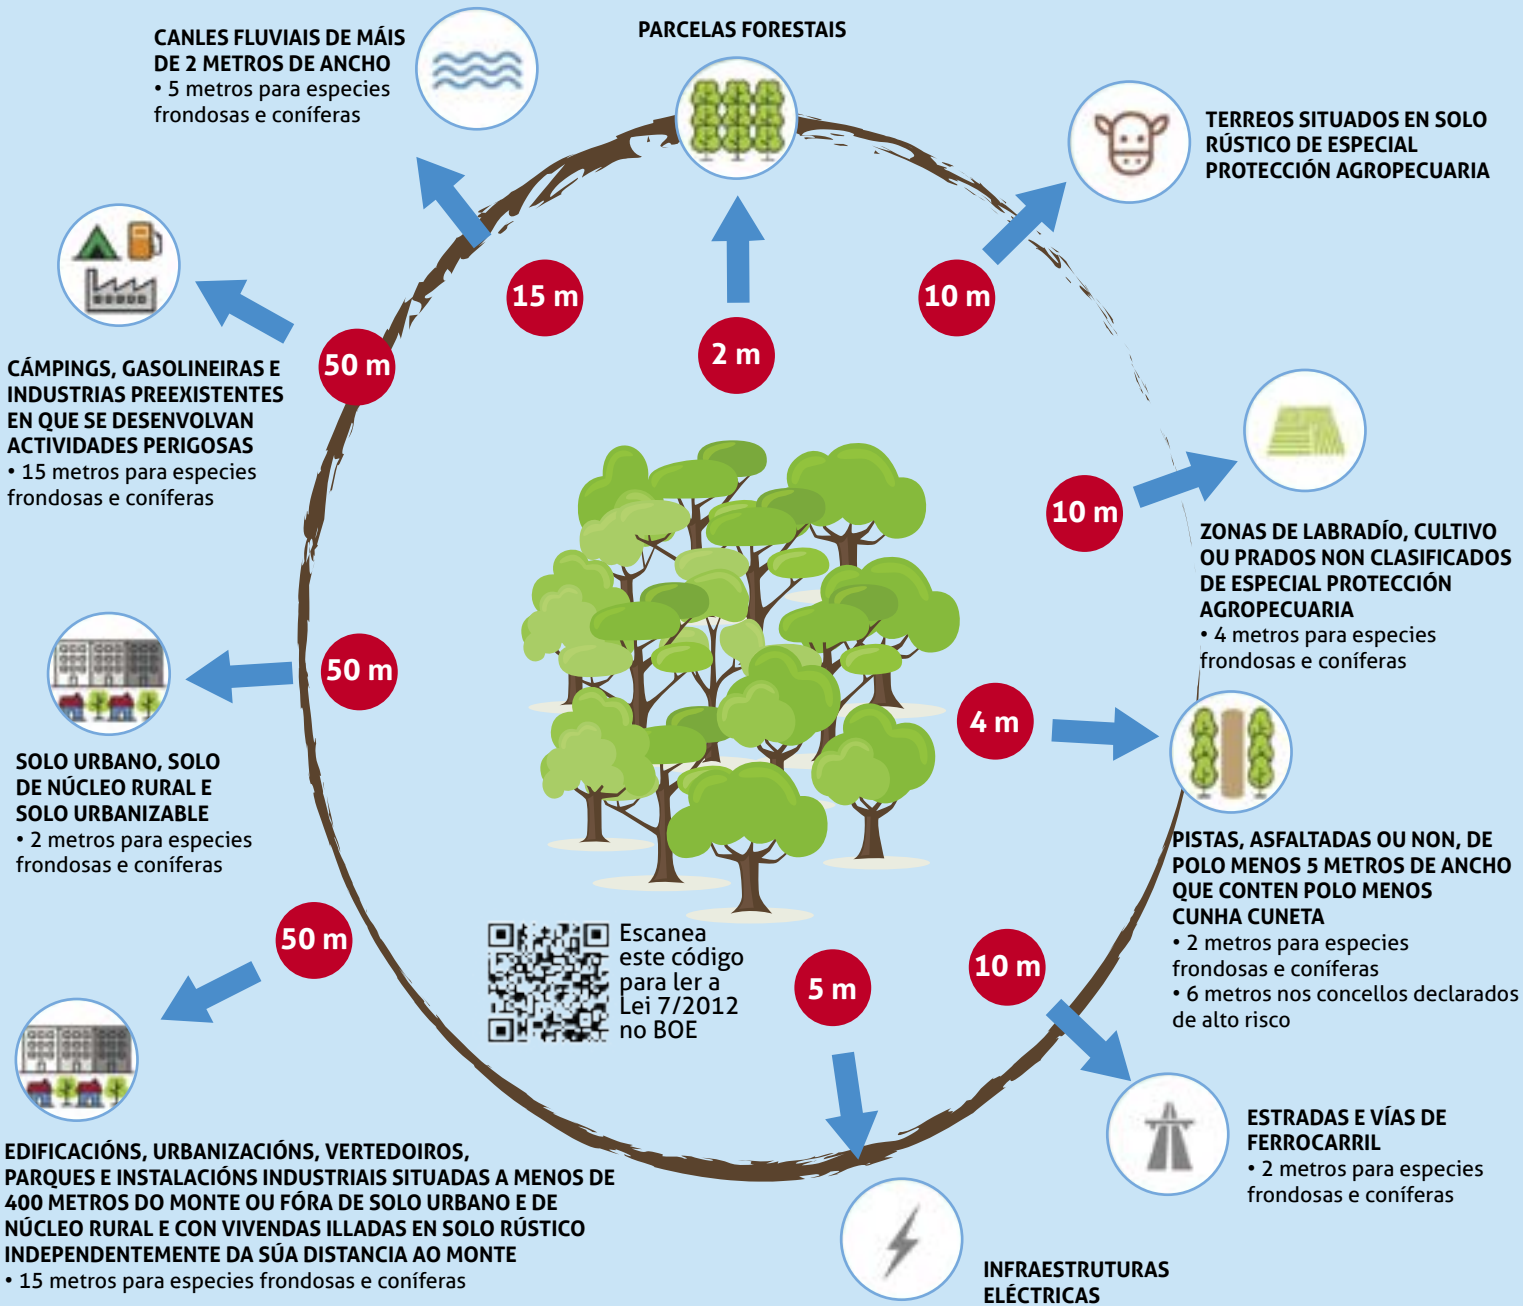 CANLES FLUVIAIS DE MÁIS
DE 2 METROS DE ANCHO
• 5 metros para especies
frondosas e coníferas
PARCELAS FORESTAIS
TERREOS SITUADOS EN SOLO
RÚSTICO DE ESPECIAL
PROTECCIÓN AGROPECUARIA
15 m
2 m
10 m
50 m
CÁMPINGS, GASOLINEIRAS E
INDUSTRIAS PREEXISTENTES
EN QUE SE DESENVOLVAN
ACTIVIDADES PERIGOSAS
• 15 metros para especies
frondosas e coníferas
10 m
ZONAS DE LABRADÍO, CULTIVO
OU PRADOS NON CLASIFICADOS
DE ESPECIAL PROTECCIÓN
AGROPECUARIA
• 4 metros para especies
frondosas e coníferas
50 m
SOLO URBANO, SOLO
DE NÚCLEO RURAL E
SOLO URBANIZABLE
• 2 metros para especies
frondosas e coníferas
4 m
PISTAS, ASFALTADAS OU NON, DE
POLO MENOS 5 METROS DE ANCHO
QUE CONTEN POLO MENOS
CUNHA CUNETA
• 2 metros para especies
frondosas e coníferas
• 6 metros nos concellos declarados
de alto risco
50 m
Escanea
este código
para ler a
Lei 7/2012
no BOE
5 m
10 m
EDIFICACIÓNS, URBANIZACIÓNS, VERTEDOIROS,
PARQUES E INSTALACIÓNS INDUSTRIAIS SITUADAS A MENOS DE
400 METROS DO MONTE OU FÓRA DE SOLO URBANO E DE
NÚCLEO RURAL E CON VIVENDAS ILLADAS EN SOLO RÚSTICO
INDEPENDENTEMENTE DA SÚA DISTANCIA AO MONTE
• 15 metros para especies frondosas e coníferas
ESTRADAS E VÍAS DE
FERROCARRIL
• 2 metros para especies
frondosas e coníferas
INFRAESTRUTURAS
ELÉCTRICAS